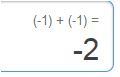 (-1) + (-1) =
-2